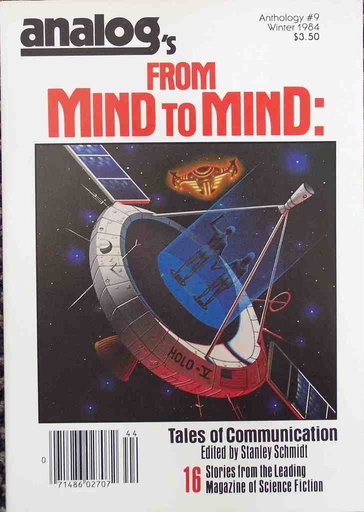 analog's
Anthology #9
Winter 1984
$3.50
FROM
MIND TO MIND:
HOLO-V
Tales of Communication
Edited by Stanley Schmidt
16 Stories from the Leading
Magazine of Science Fiction
44
0
71486 02707